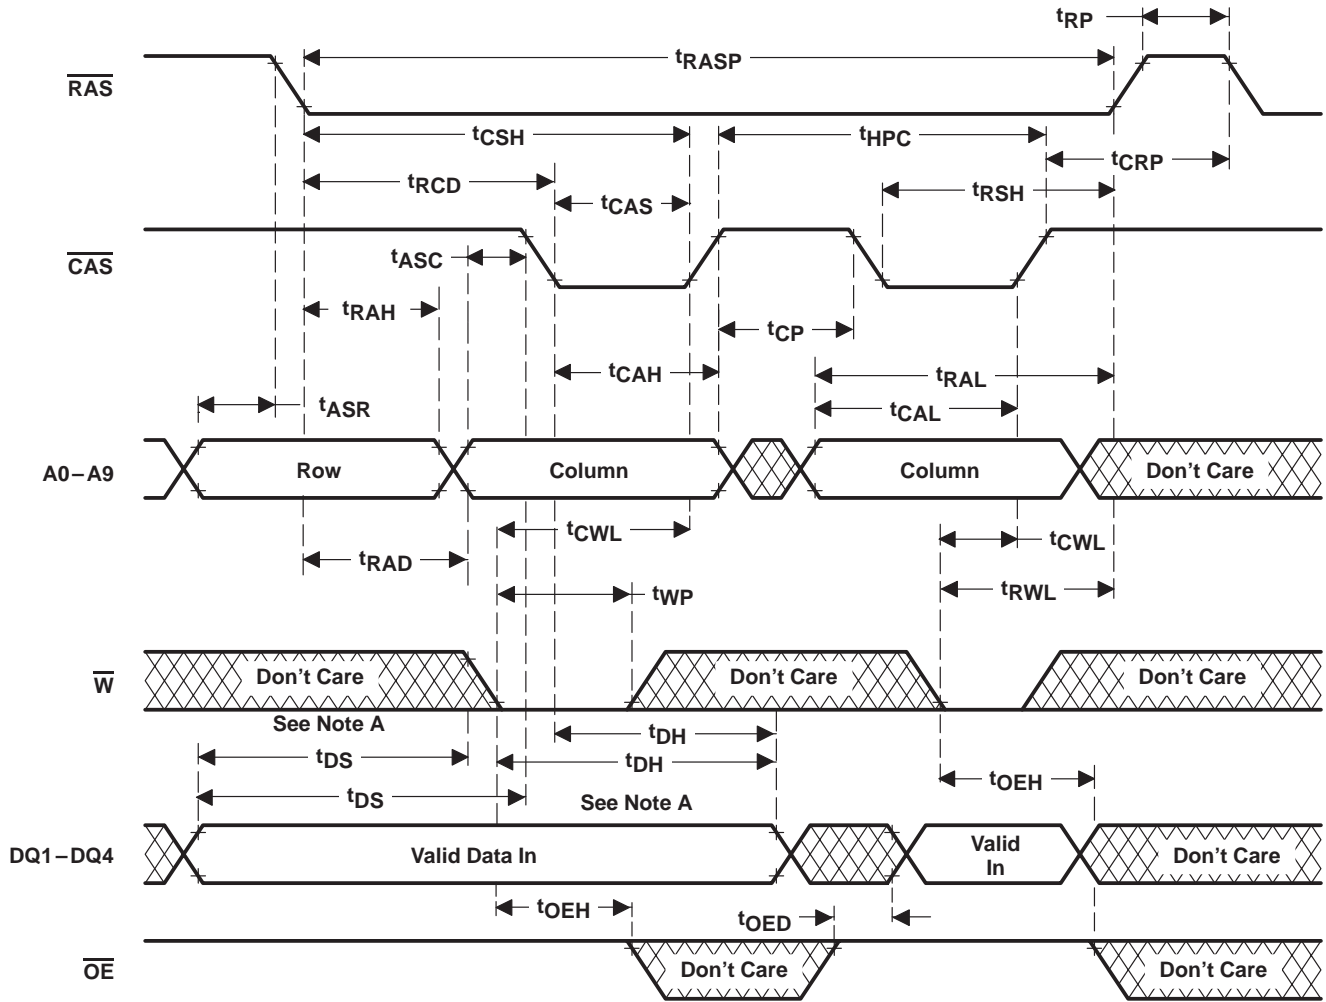 tRP
tRASP
RAS
tCSH
tHPC
tCRP
tRCD
tRSH
tCAS
CAS
tASC
tRAH
tCP
tCAH
tRAL
tASR
tCAL
A0–A9
Row
Column
Column
Don't Care
tCWL
tCWL
tRAD
tWP
tRWL
W
Don't Care
Don't Care
Don't Care
See Note A
tDH
tDS
tDH
tOEH
tDS
See Note A
DQ1–DQ4
Valid Data In
Valid
In
Don't Care
tOEH
tOED
OE
Don't Care
Don't Care